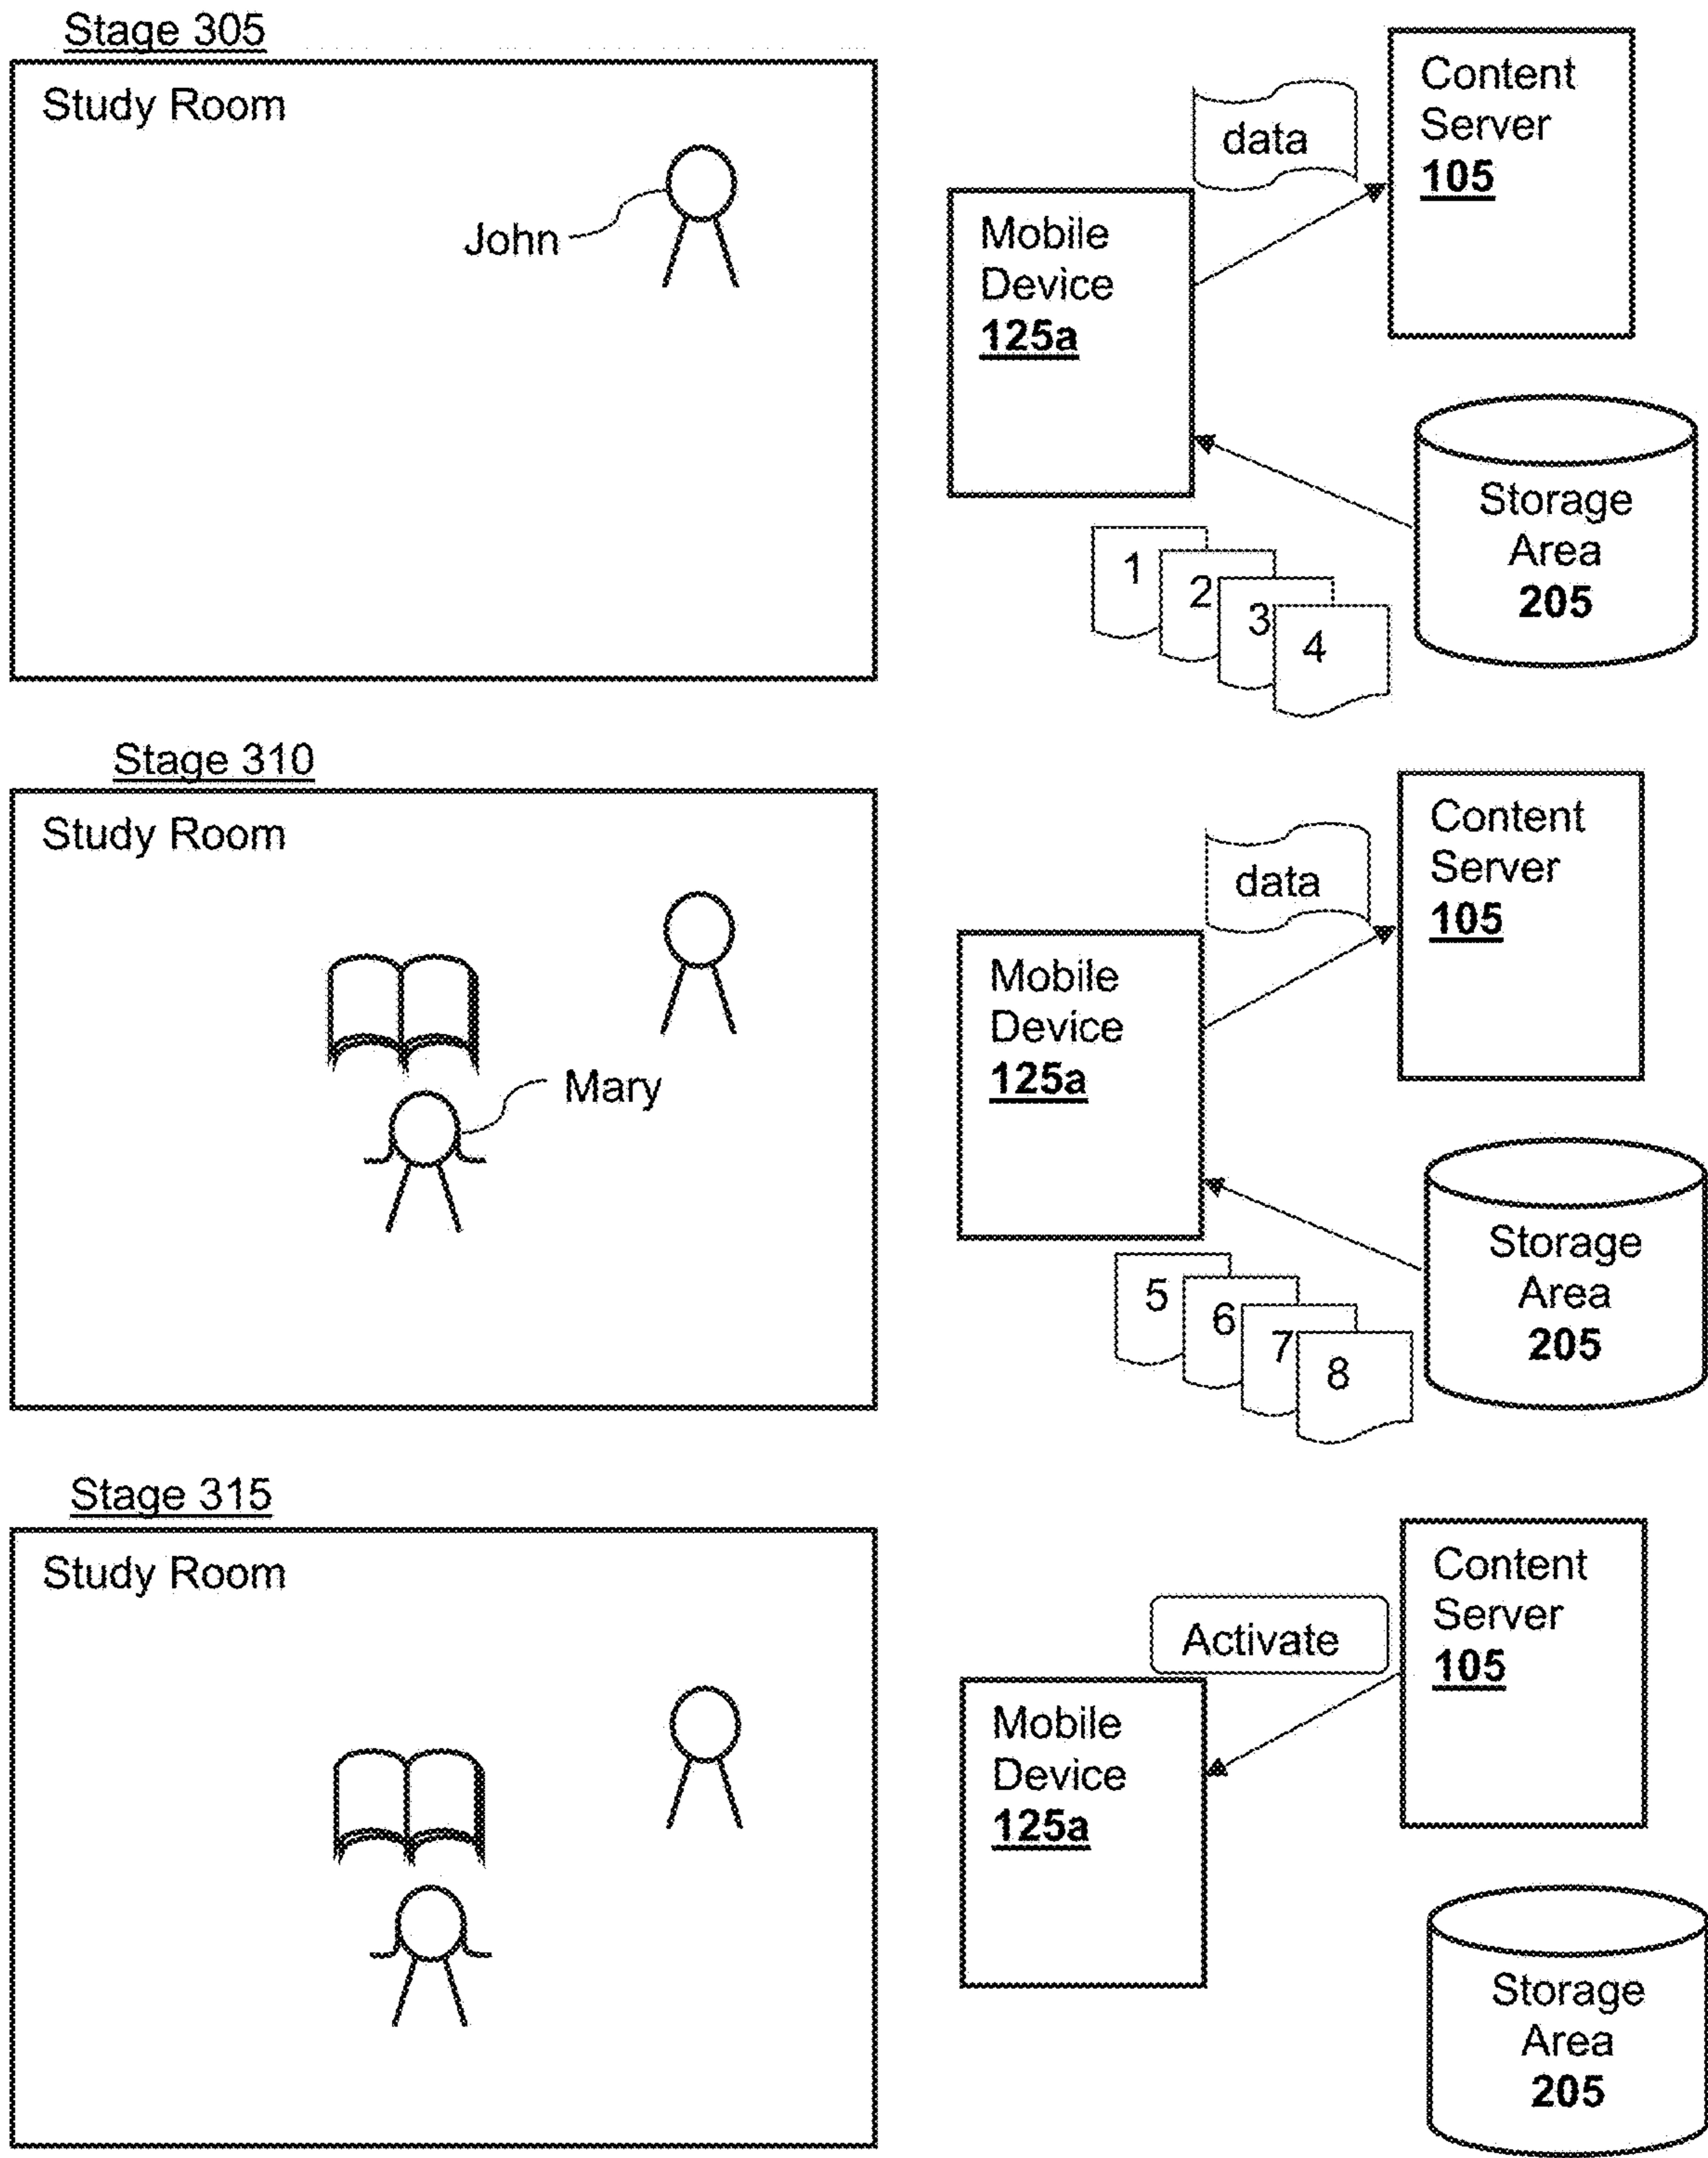 Stage 305
Study Room
John
data
Content
Server
105
Mobile
Device
125a
Storage
Area
205
1
2
3
4
Stage 310
Study Room
Mary
data
Content
Server
105
Mobile
Device
125a
Storage
Area
205
5
6
7
8
Stage 315
Study Room
Activate
Content
Server
105
Mobile
Device
125a
Storage
Area
205